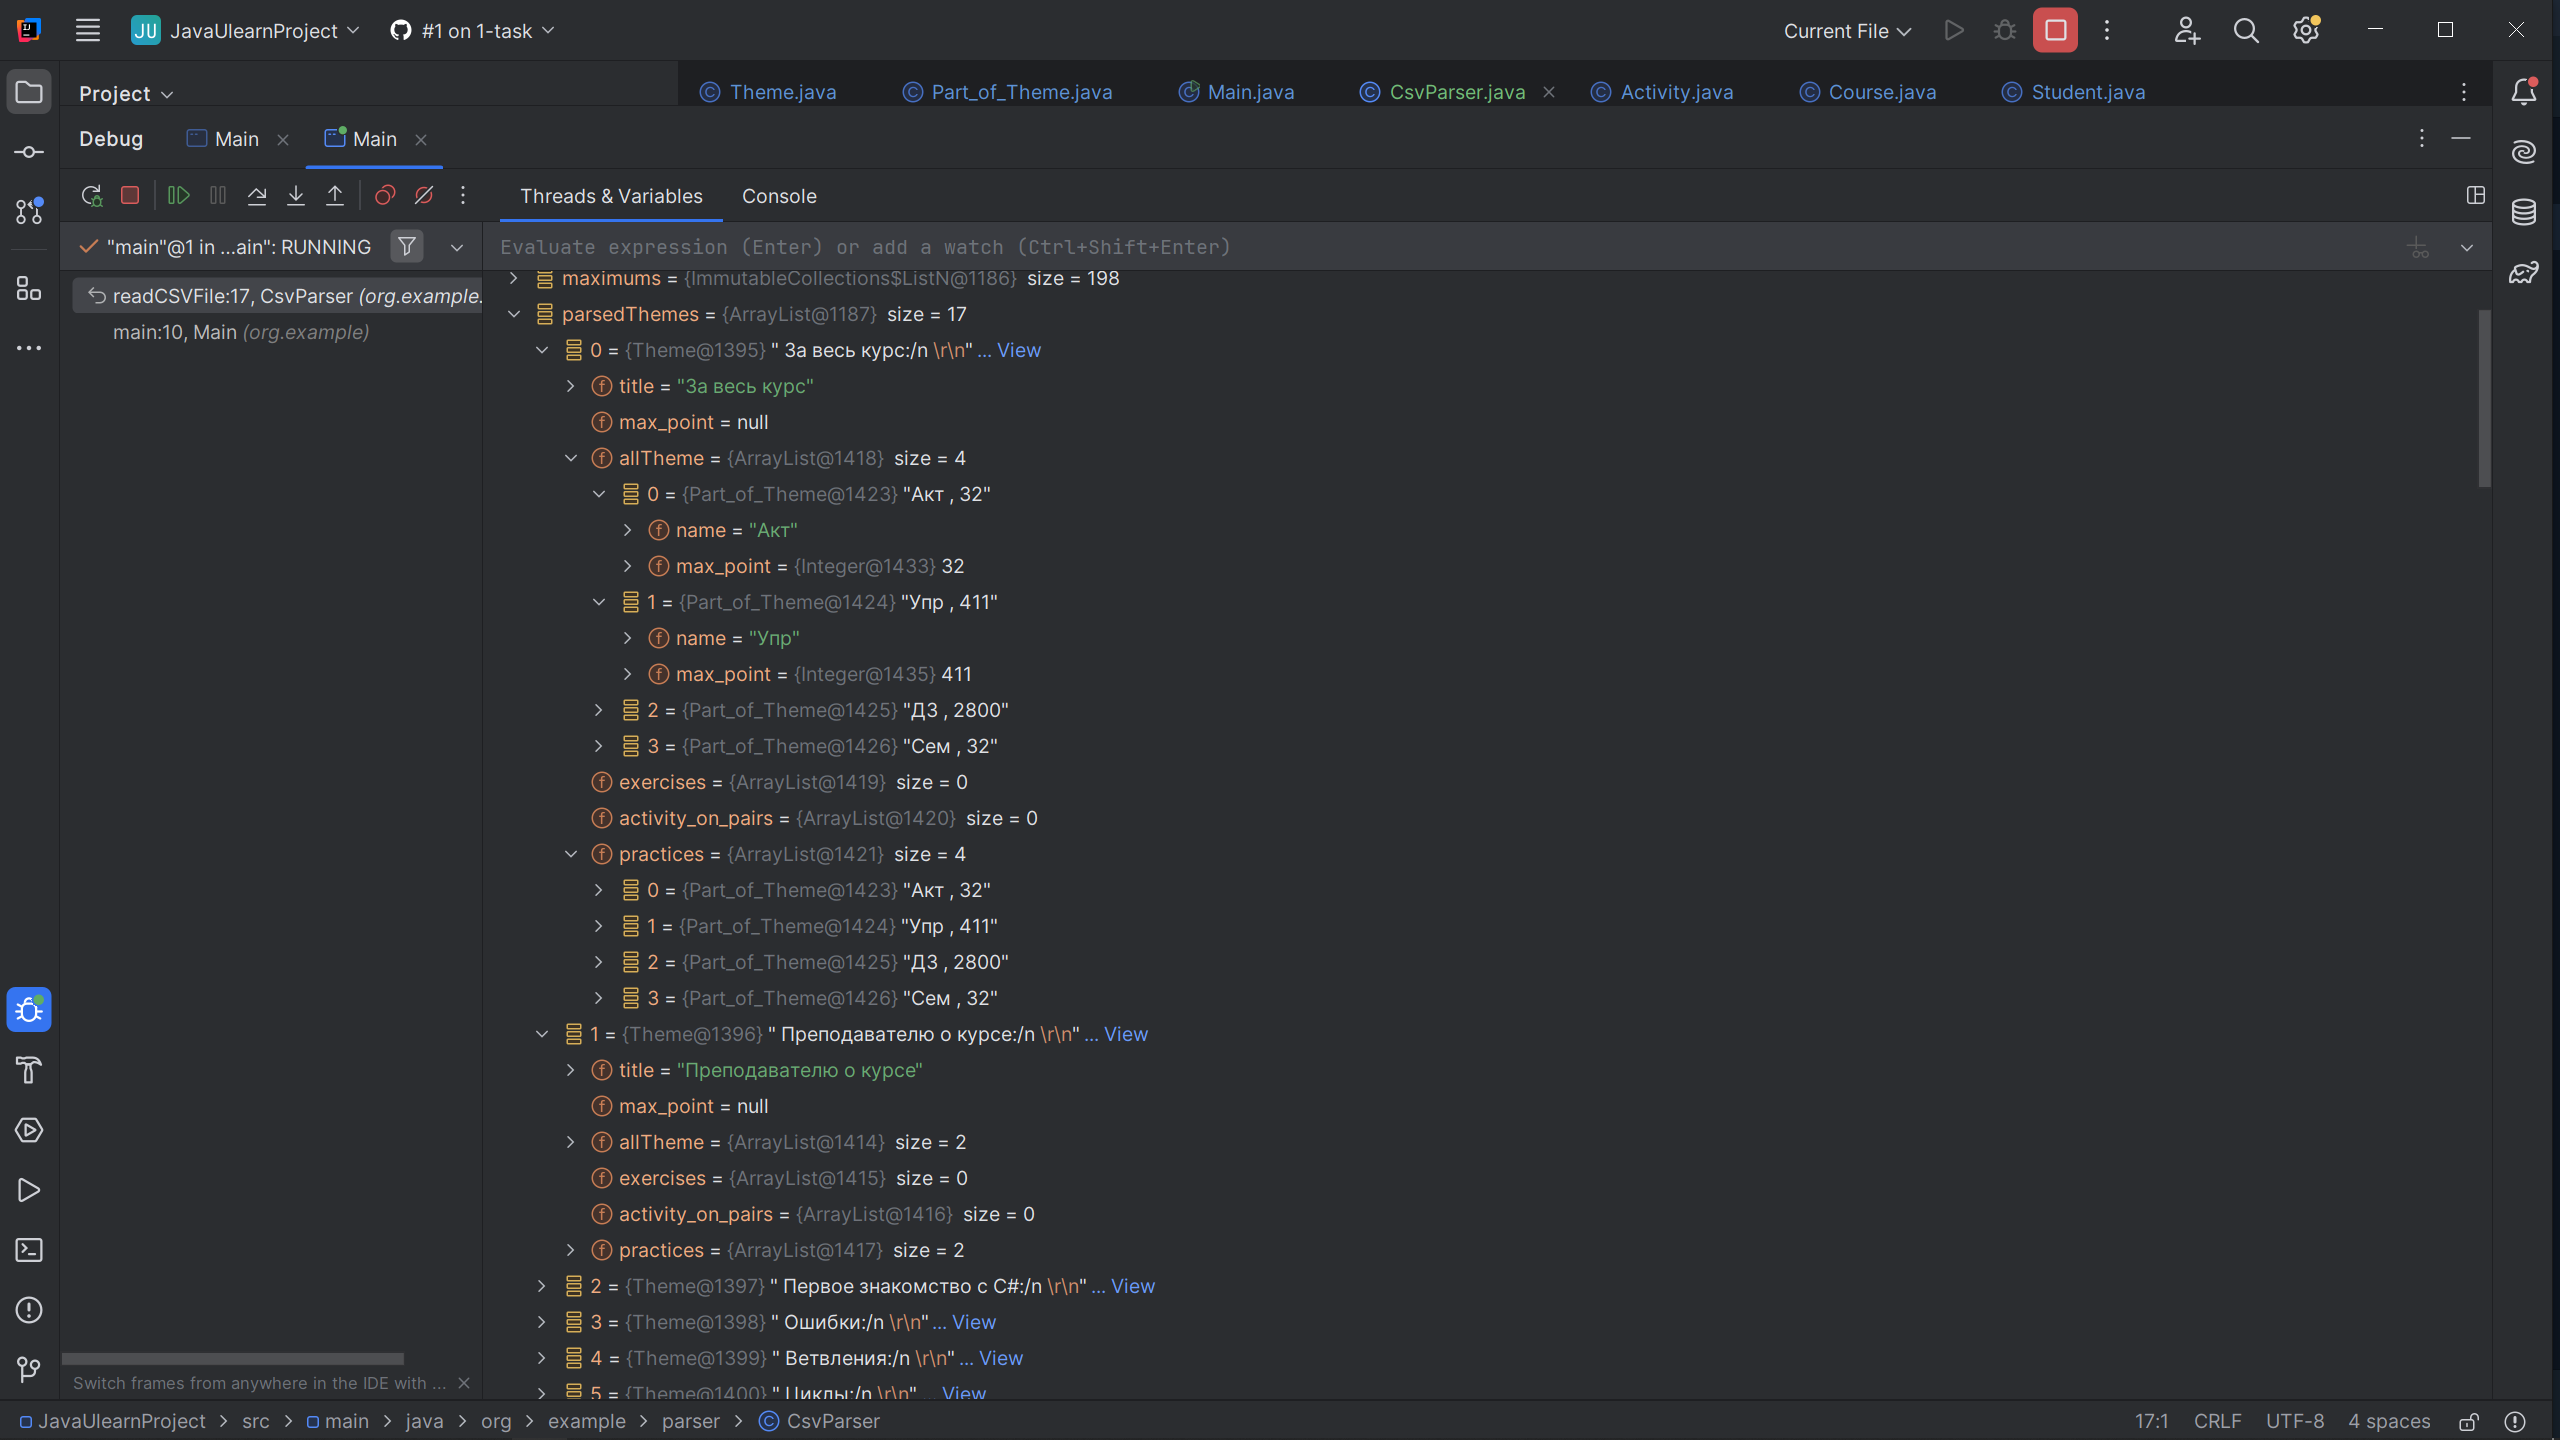 JU JavaUlearnProject #1 on 1-task Current File
Project Theme.java Part_of_Theme.java Main.java CsvParser.java Activity.java Course.java Student.java
Debug Main Main
Threads & Variables Console
"main"@1 in ...ain": RUNNING Evaluate expression (Enter) or add a watch (Ctrl+Shift+Enter)
readCSVFile:17, CsvParser (org.example.
main:10, Main (org.example)
maximums = {ImmutableCollections$ListN@1186} size = 198
parsedThemes = {ArrayList@1187} size = 17
0 = {Theme@1395} " За весь курс:/n \r\n" ... View
title = "За весь курс"
max_point = null
allTheme = {ArrayList@1418} size = 4
0 = {Part_of_Theme@1423} "Акт , 32"
name = "Акт"
max_point = {Integer@1433} 32
1 = {Part_of_Theme@1424} "Упр , 411"
name = "Упр"
max_point = {Integer@1435} 411
2 = {Part_of_Theme@1425} "ДЗ , 2800"
3 = {Part_of_Theme@1426} "Сем , 32"
exercises = {ArrayList@1419} size = 0
activity_on_pairs = {ArrayList@1420} size = 0
practices = {ArrayList@1421} size = 4
0 = {Part_of_Theme@1423} "Акт , 32"
1 = {Part_of_Theme@1424} "Упр , 411"
2 = {Part_of_Theme@1425} "ДЗ , 2800"
3 = {Part_of_Theme@1426} "Сем , 32"
1 = {Theme@1396} " Преподавателю о курсе:/n \r\n" ... View
title = "Преподавателю о курсе"
max_point = null
allTheme = {ArrayList@1414} size = 2
exercises = {ArrayList@1415} size = 0
activity_on_pairs = {ArrayList@1416} size = 0
practices = {ArrayList@1417} size = 2
2 = {Theme@1397} " Первое знакомство с C#:/n \r\n" ... View
3 = {Theme@1398} " Ошибки:/n \r\n" ... View
4 = {Theme@1399} " Ветвления:/n \r\n" ... View
5 = {Theme@1400} " Циклы:/n \r\n" ... View
Switch frames from anywhere in the IDE with ...
JavaUlearnProject > src > main > java > org > example > parser > CsvParser 17:1 CRLF UTF-8 4 spaces